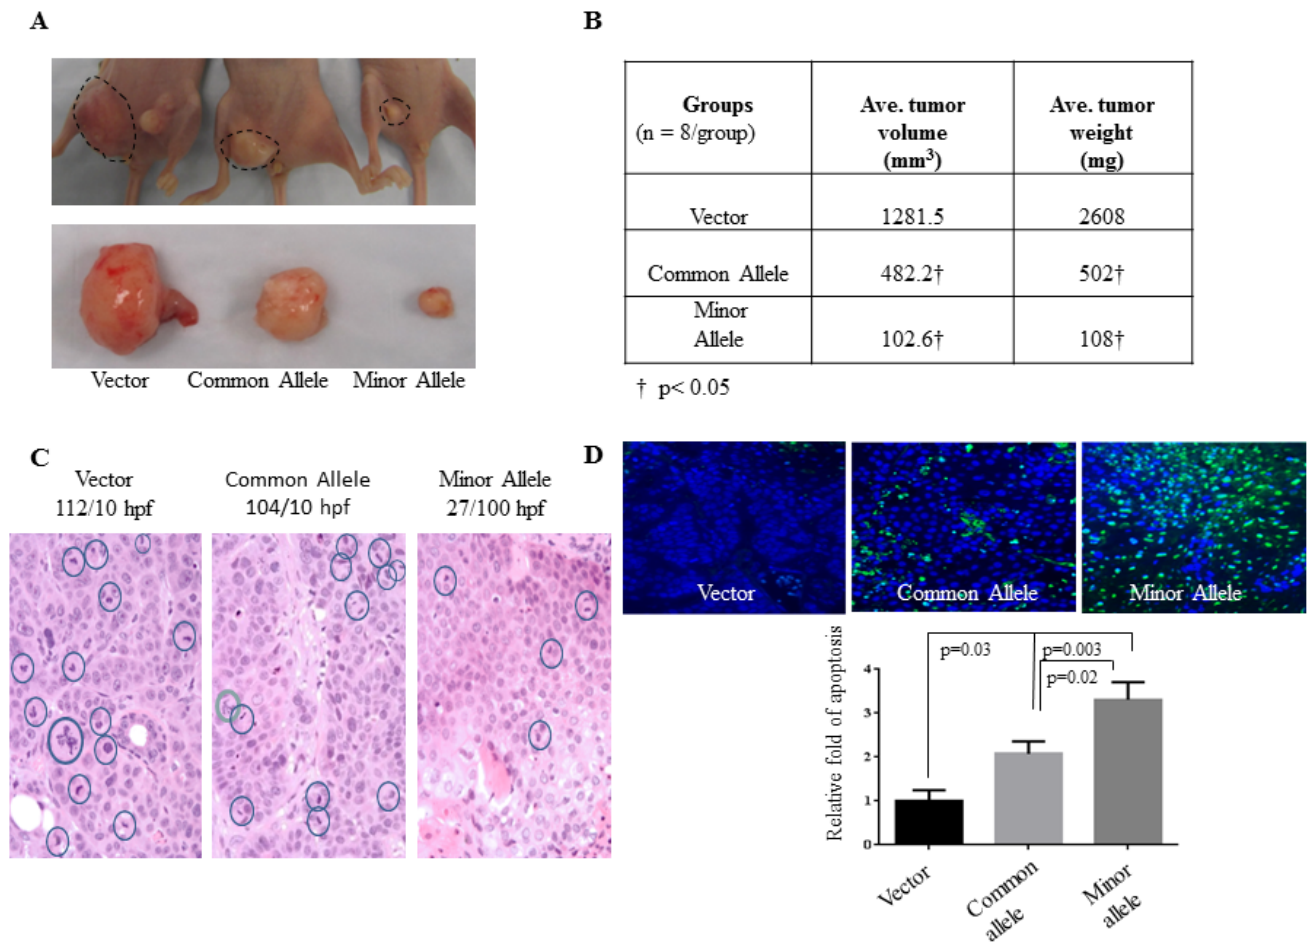 A
Vector Common Allele Minor Allele
B
Groups
(n = 8/group)
Ave. tumor
volume
(mm³)
Ave. tumor
weight
(mg)
Vector 1281.5 2608
Common Allele 482.2† 502†
Minor
Allele 102.6† 108†
† p< 0.05
C
Vector
112/10 hpf
Common Allele
104/10 hpf
Minor Allele
27/100 hpf
D
Vector
Common Allele
Minor Allele
Relative fold of apoptosis
4
3
2
1
0
p=0.03
p=0.003
p=0.02
Vector
Common
allele
Minor
allele